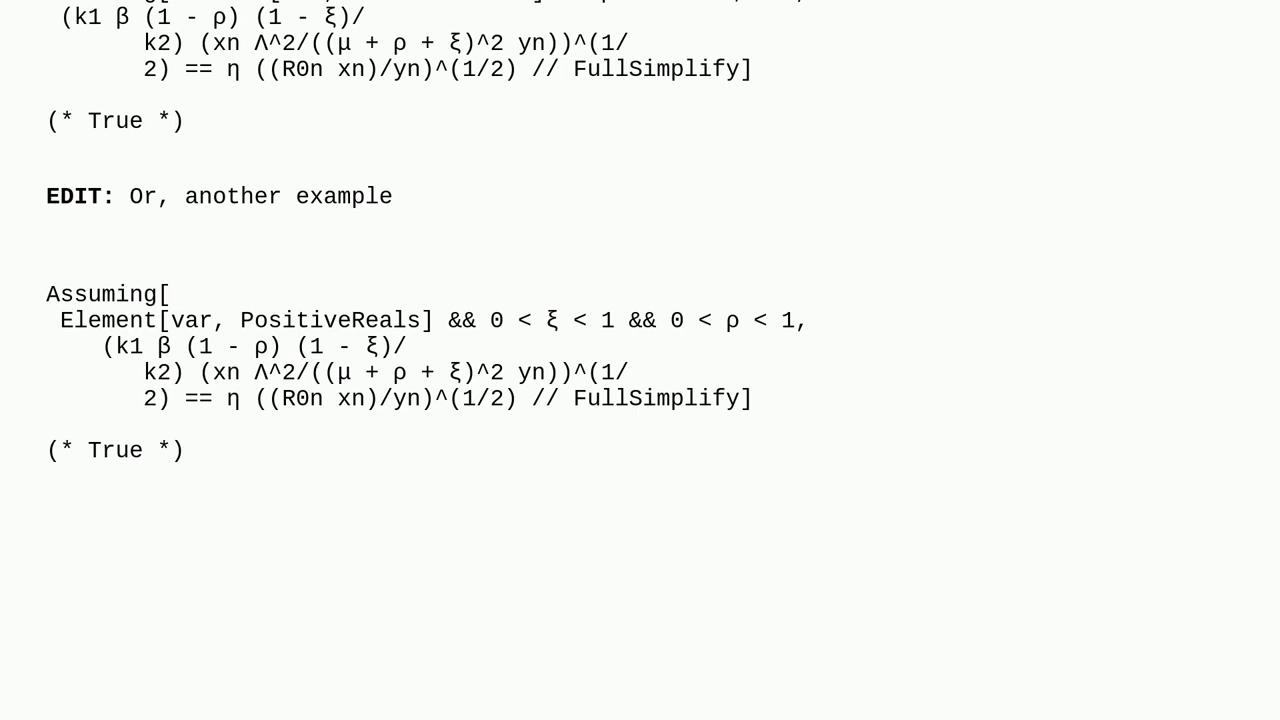 (k1 β (1 - ρ) (1 - ξ)/
k2) (xn Λ^2/((μ + ρ + ξ)^2 yn))^(1/
2) == η ((R0n xn)/yn)^(1/2) // FullSimplify]
(* True *)
EDIT: Or, another example
Assuming[
Element[var, PositiveReals] && 0 < ξ < 1 && 0 < ρ < 1,
(k1 β (1 - ρ) (1 - ξ)/
k2) (xn Λ^2/((μ + ρ + ξ)^2 yn))^(1/
2) == η ((R0n xn)/yn)^(1/2) // FullSimplify]
(* True *)